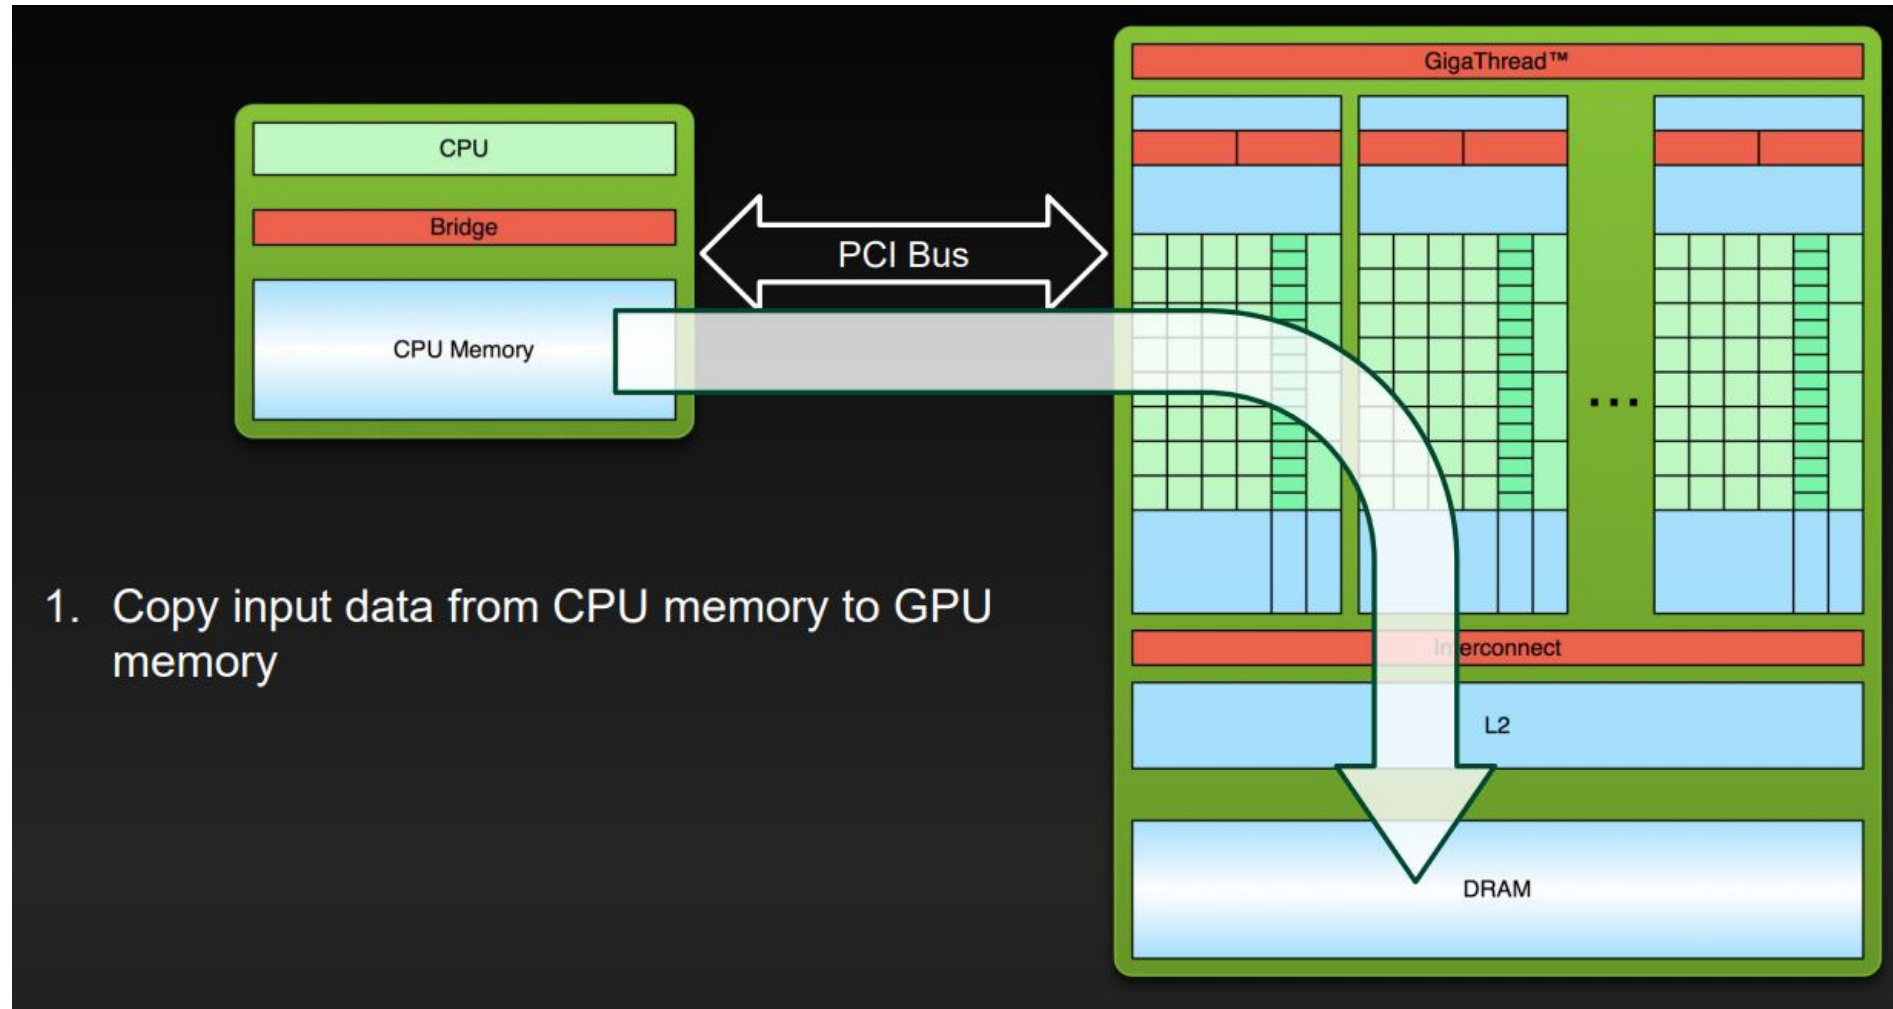 GigaThread™
CPU
Bridge
PCI Bus
CPU Memory
...
1. Copy input data from CPU memory to GPU
memory
Interconnect
L2
DRAM